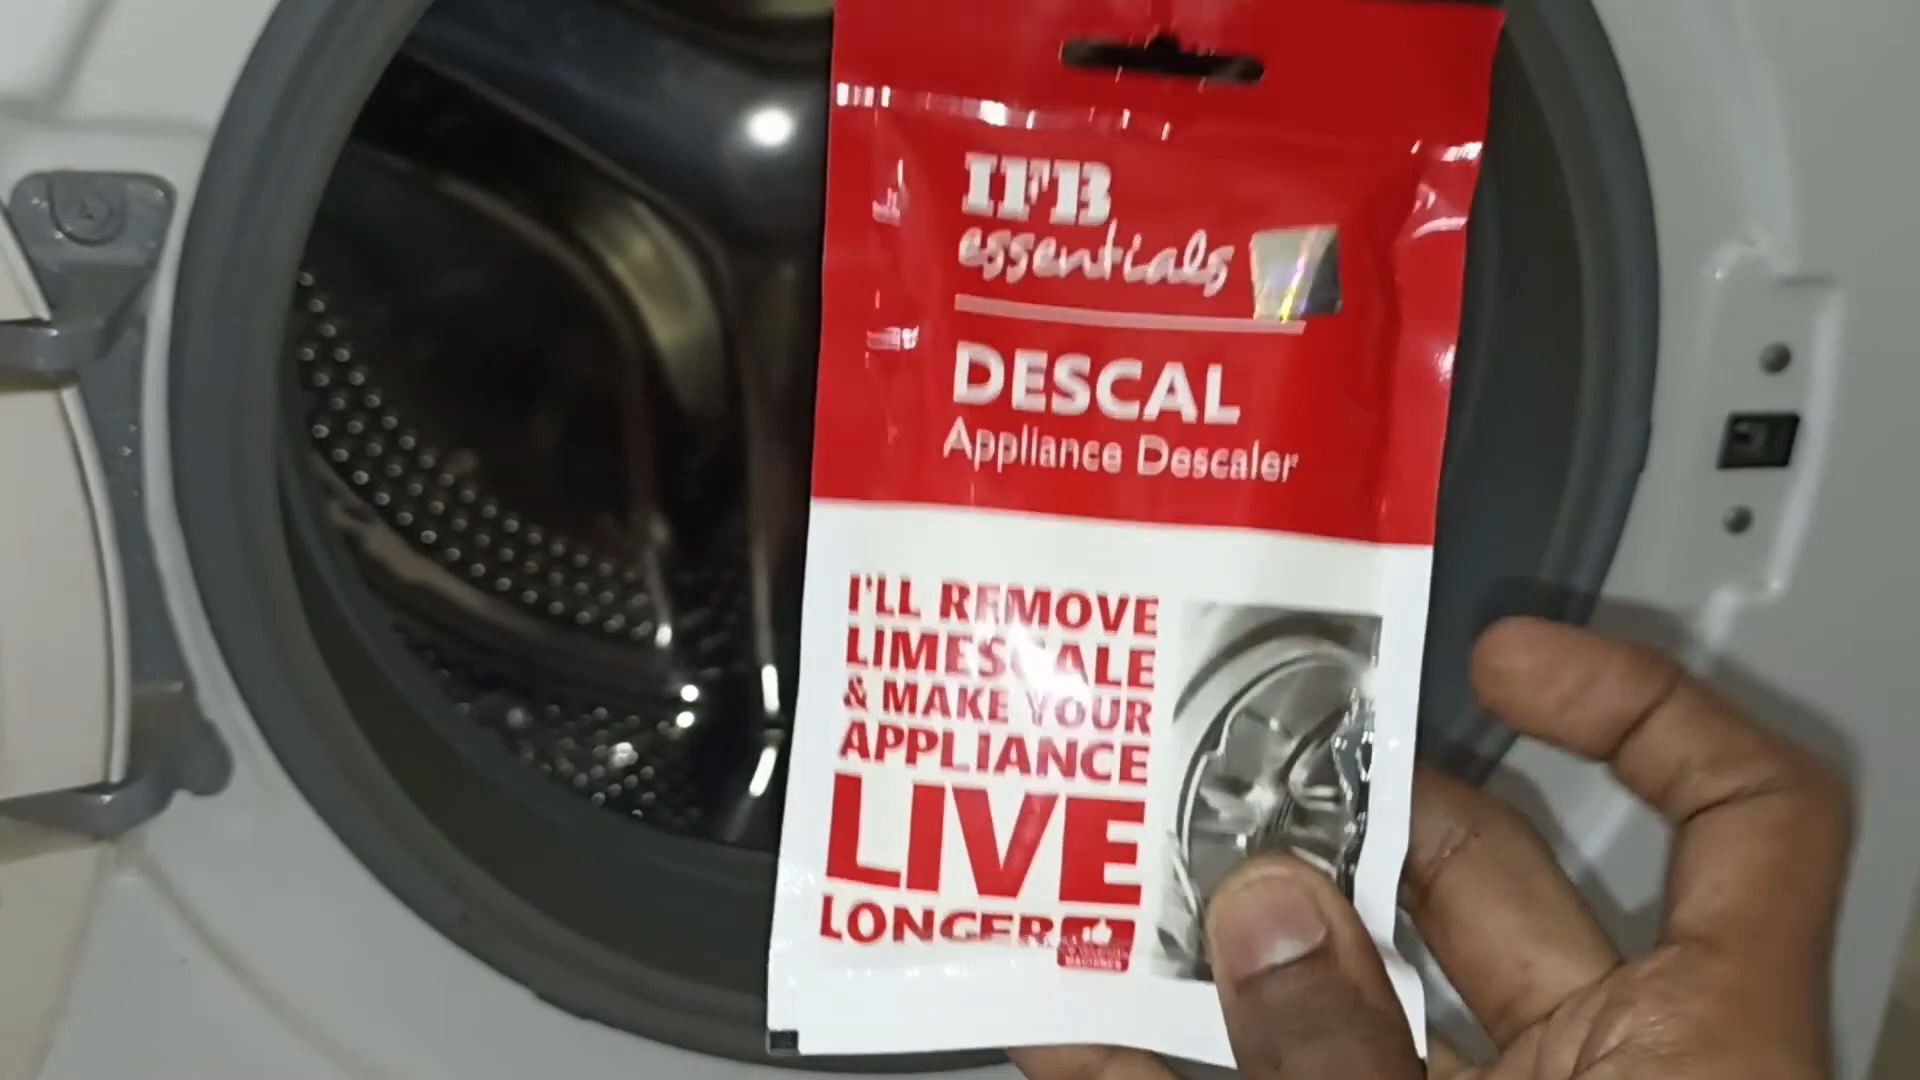 IFB
essentials
DESCAL
Appliance Descaler
I'LL REMOVE
LIMESCALE
& MAKE YOUR
APPLIANCE
LIVE
LONGER